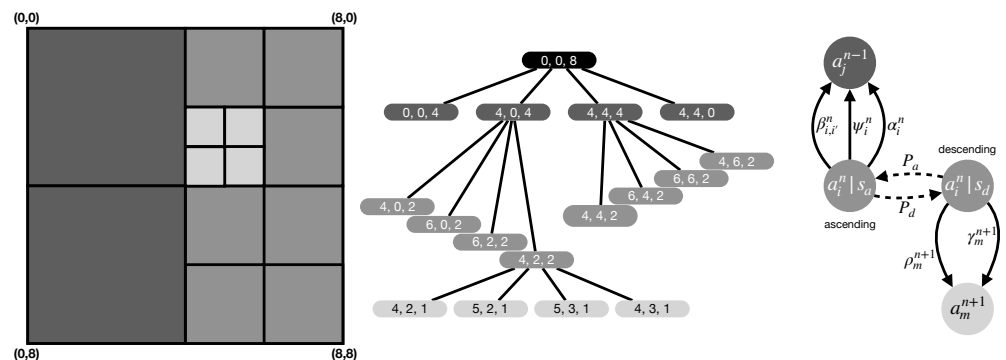 (0,0)
(8,0)
(0,8)
(8,8)
0, 0, 8
0, 0, 4
4, 0, 4
4, 4, 4
4, 4, 0
4, 0, 2
6, 0, 2
6, 2, 2
4, 2, 2
4, 4, 2
6, 4, 2
6, 6, 2
4, 6, 2
4, 2, 1
5, 2, 1
5, 3, 1
4, 3, 1
a_j^{n-1}
β_{i,i'}^n
ψ_i^n
α_i^n
a_i^n | s_a
ascending
P_a
P_d
descending
a_i^n | s_d
ρ_m^{n+1}
γ_m^{n+1}
a_m^{n+1}